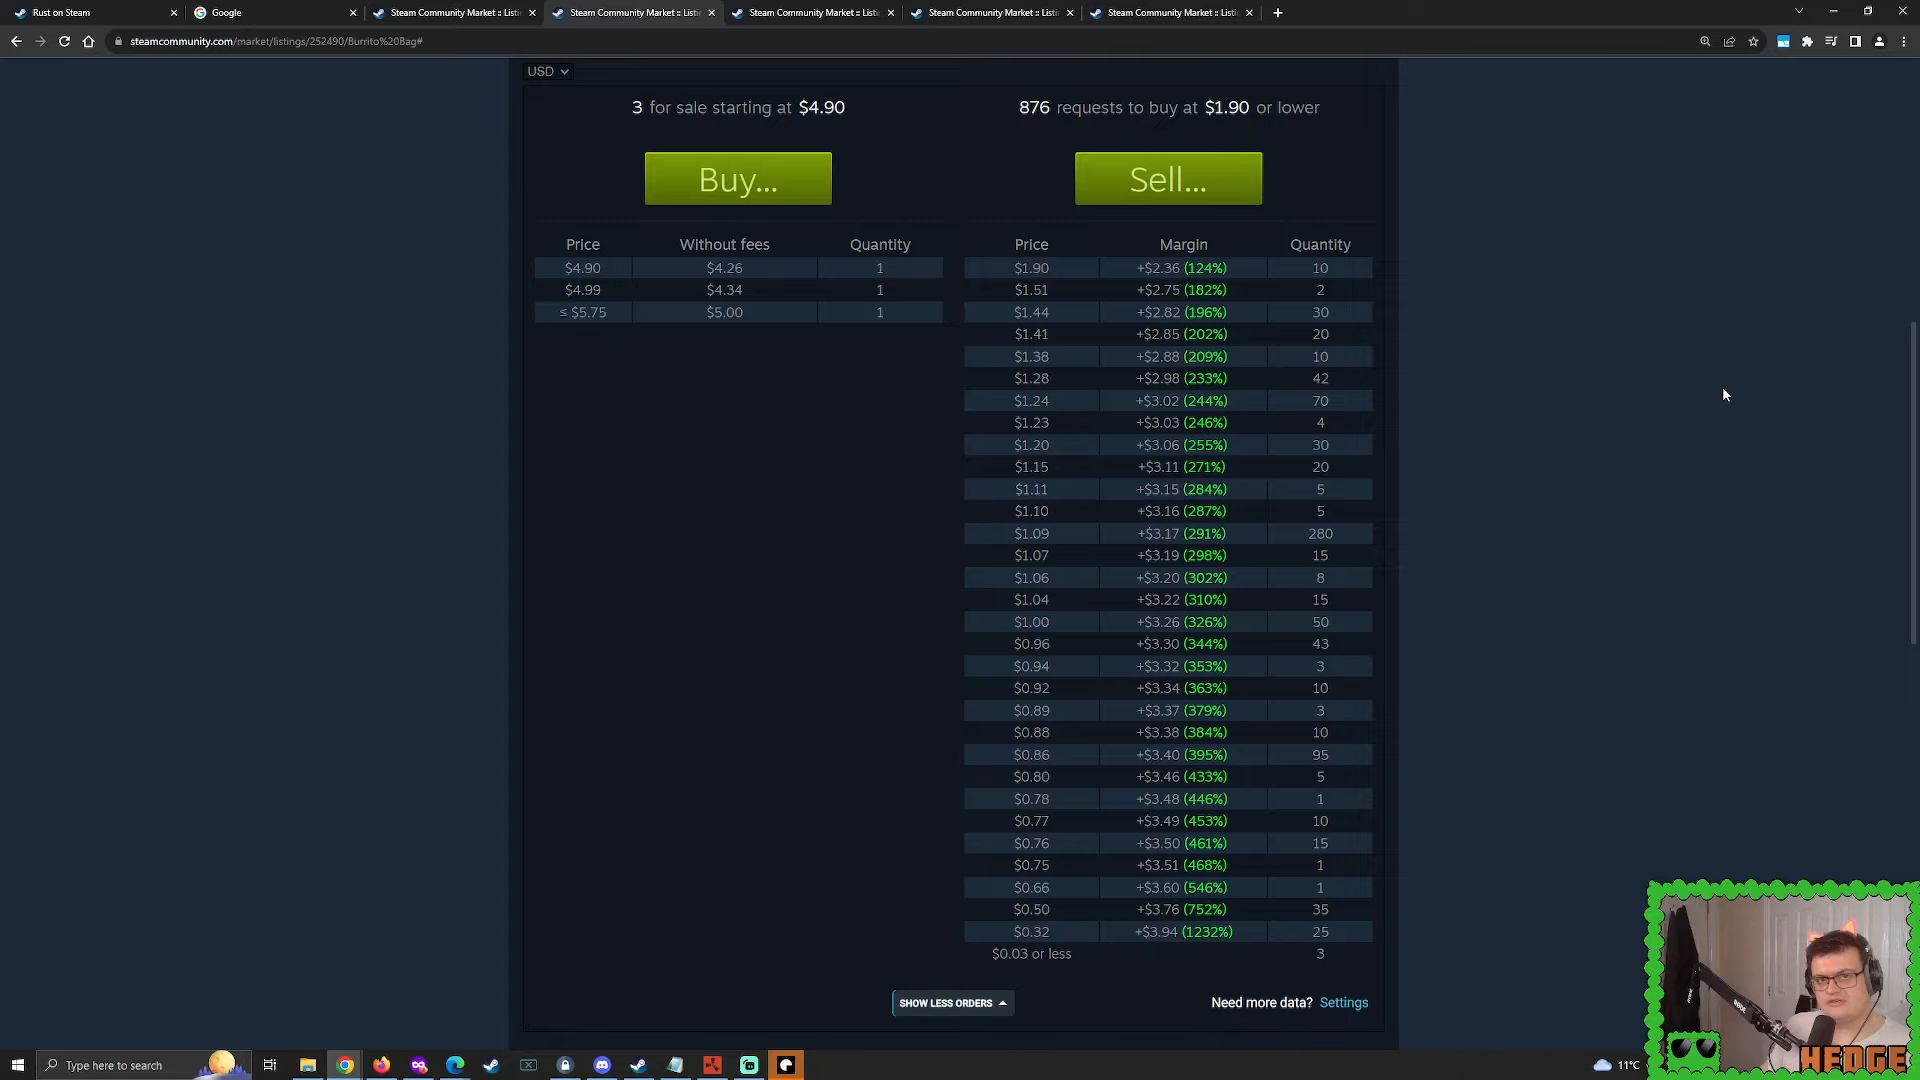 Rust on Steam
Google
Steam Community Market :: Listi
Steam Community Market :: Listi
Steam Community Market :: Listi
Steam Community Market :: Listi
Steam Community Market :: Listi
steamcommunity.com/market/listings/252490/Burrito%20Bag#
USD
3 for sale starting at $4.90
876 requests to buy at $1.90 or lower
Buy...
Sell...
Price Without fees Quantity
$4.90 $4.26 1
$4.99 $4.34 1
≤ $5.75 $5.00 1
Price Margin Quantity
$1.90 +$2.36 (124%) 10
$1.51 +$2.75 (182%) 2
$1.44 +$2.82 (196%) 30
$1.41 +$2.85 (202%) 20
$1.38 +$2.88 (209%) 10
$1.28 +$2.98 (233%) 42
$1.24 +$3.02 (244%) 70
$1.23 +$3.03 (246%) 4
$1.20 +$3.06 (255%) 30
$1.15 +$3.11 (271%) 20
$1.11 +$3.15 (284%) 5
$1.10 +$3.16 (287%) 5
$1.09 +$3.17 (291%) 280
$1.07 +$3.19 (298%) 15
$1.06 +$3.20 (302%) 8
$1.04 +$3.22 (310%) 15
$1.00 +$3.26 (326%) 50
$0.96 +$3.30 (344%) 43
$0.94 +$3.32 (353%) 3
$0.92 +$3.34 (363%) 10
$0.89 +$3.37 (379%) 3
$0.88 +$3.38 (384%) 10
$0.86 +$3.40 (395%) 95
$0.80 +$3.46 (433%) 5
$0.78 +$3.48 (446%) 1
$0.77 +$3.49 (453%) 10
$0.76 +$3.50 (461%) 15
$0.75 +$3.51 (468%) 1
$0.66 +$3.60 (546%) 1
$0.50 +$3.76 (752%) 35
$0.32 +$3.94 (1232%) 25
$0.03 or less 3
SHOW LESS ORDERS
Need more data? Settings
Type here to search
11°C
HEDGE